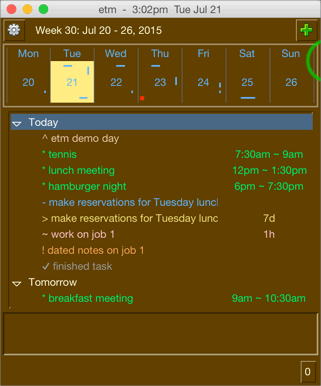 etm - 3:02pm Tue Jul 21
Week 30: Jul 20 - 26, 2015
Mon Tue Wed Thu Fri Sat Sun
20 21 22 23 24 25 26
Today
^ etm demo day
* tennis 7:30am ~ 9am
* lunch meeting 12pm ~ 1:30pm
* hamburger night 6pm ~ 7:30pm
- make reservations for Tuesday luncl
> make reservations for Tuesday luncl 7d
~ work on job 1 1h
! dated notes on job 1
✓ finished task
Tomorrow
* breakfast meeting 9am ~ 10:30am
0